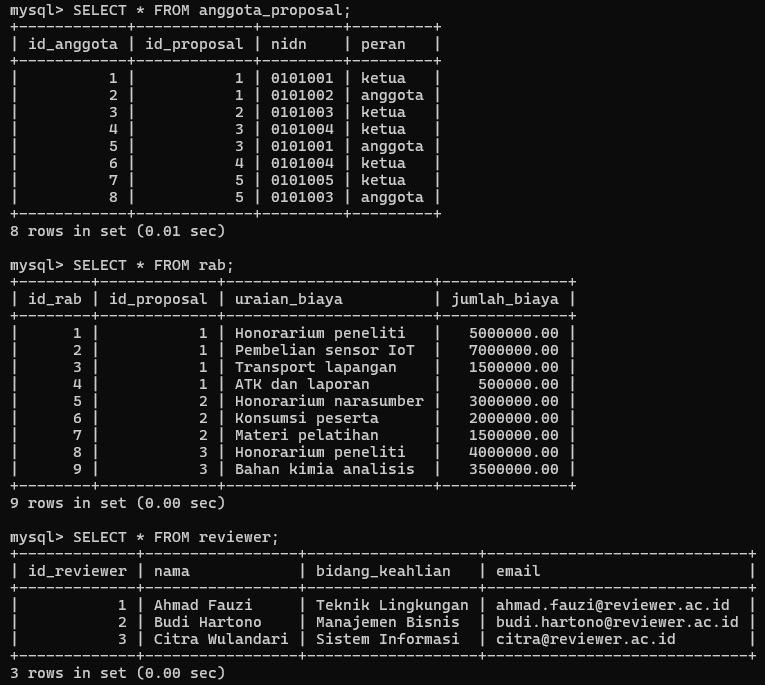 mysql> SELECT * FROM anggota_proposal;
+------------+-------------+---------+---------+
| id_anggota | id_proposal | nidn    | peran   |
+------------+-------------+---------+---------+
|          1 |           1 | 0101001 | ketua   |
|          2 |           1 | 0101002 | anggota |
|          3 |           2 | 0101003 | ketua   |
|          4 |           3 | 0101004 | ketua   |
|          5 |           3 | 0101001 | anggota |
|          6 |           4 | 0101004 | ketua   |
|          7 |           5 | 0101005 | ketua   |
|          8 |           5 | 0101003 | anggota |
+------------+-------------+---------+---------+
8 rows in set (0.01 sec)

mysql> SELECT * FROM rab;
+--------+-------------+-----------------------+--------------+
| id_rab | id_proposal | uraian_biaya          | jumlah_biaya |
+--------+-------------+-----------------------+--------------+
|      1 |           1 | Honorarium peneliti   |   5000000.00 |
|      2 |           1 | Pembelian sensor IoT  |   7000000.00 |
|      3 |           1 | Transport lapangan    |   1500000.00 |
|      4 |           1 | ATK dan laporan       |    500000.00 |
|      5 |           2 | Honorarium narasumber |   3000000.00 |
|      6 |           2 | Konsumsi peserta      |   2000000.00 |
|      7 |           2 | Materi pelatihan      |   1500000.00 |
|      8 |           3 | Honorarium peneliti   |   4000000.00 |
|      9 |           3 | Bahan kimia analisis  |   3500000.00 |
+--------+-------------+-----------------------+--------------+
9 rows in set (0.00 sec)

mysql> SELECT * FROM reviewer;
+-------------+-----------------+-------------------+-----------------------------+
| id_reviewer | nama            | bidang_keahlian   | email                       |
+-------------+-----------------+-------------------+-----------------------------+
|           1 | Ahmad Fauzi     | Teknik Lingkungan | ahmad.fauzi@reviewer.ac.id  |
|           2 | Budi Hartono    | Manajemen Bisnis  | budi.hartono@reviewer.ac.id |
|           3 | Citra Wulandari | Sistem Informasi  | citra@reviewer.ac.id        |
+-------------+-----------------+-------------------+-----------------------------+
3 rows in set (0.00 sec)